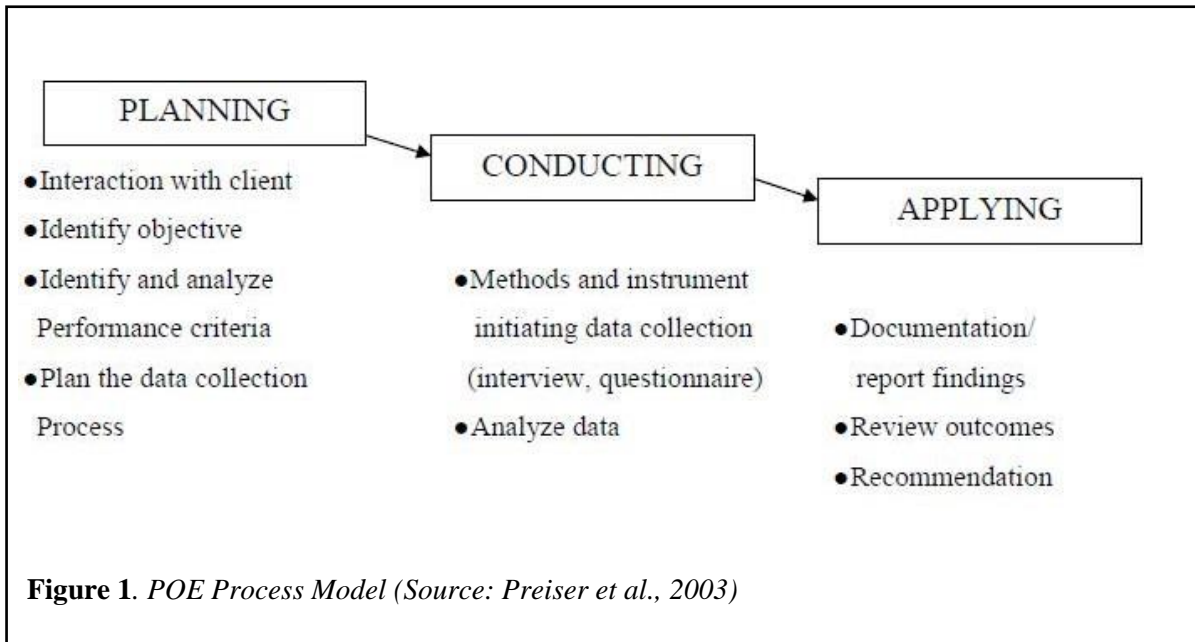 PLANNING
●Interaction with client
●Identify objective
●Identify and analyze
Performance criteria
●Plan the data collection
Process
CONDUCTING
●Methods and instrument
initiating data collection
(interview, questionnaire)
●Analyze data
APPLYING
●Documentation/
report findings
●Review outcomes
●Recommendation
Figure 1. POE Process Model (Source: Preiser et al., 2003)